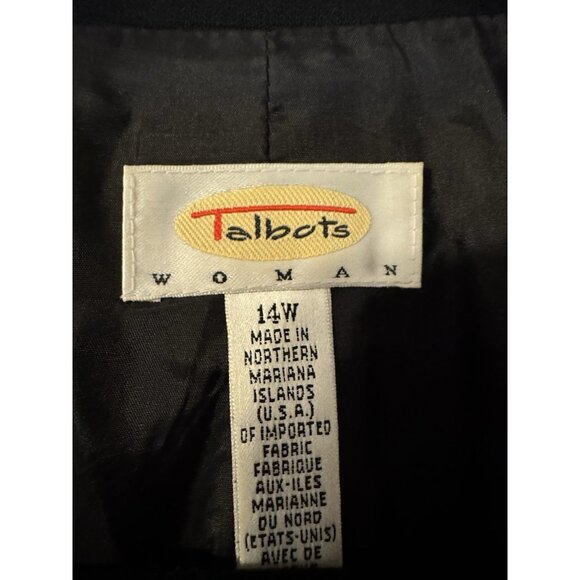 Talbots
WOMAN
14W
MADE IN
NORTHERN
MARIANA
ISLANDS
(U.S.A.)
OF IMPORTED
FABRIC
FABRIQUE
AUX-ILES
MARIANNE
DU NORD
(ETATS-UNIS)
AVEC DE